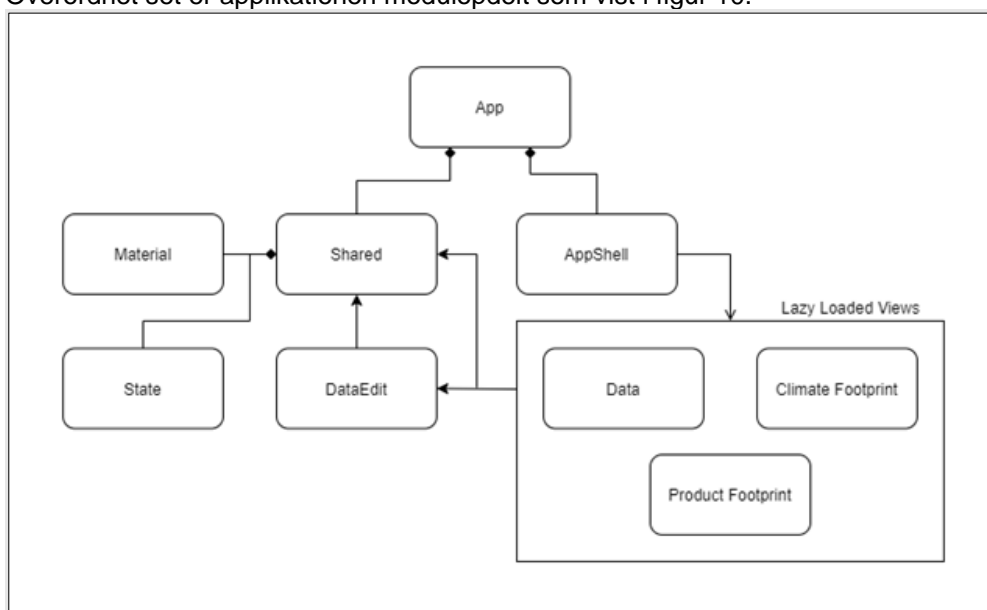 Overordnet set er applikationen modulopdelt som vist i figur 10.
App
Material
Shared
AppShell
Lazy Loaded Views
State
DataEdit
Data
Climate Footprint
Product Footprint